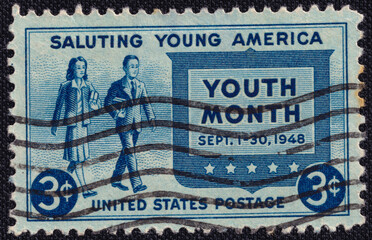 SALUTING YOUNG AMERICA
YOUTH
MONTH
SEPT. 1-30, 1948
3¢ 3¢
UNITED STATES POSTAGE